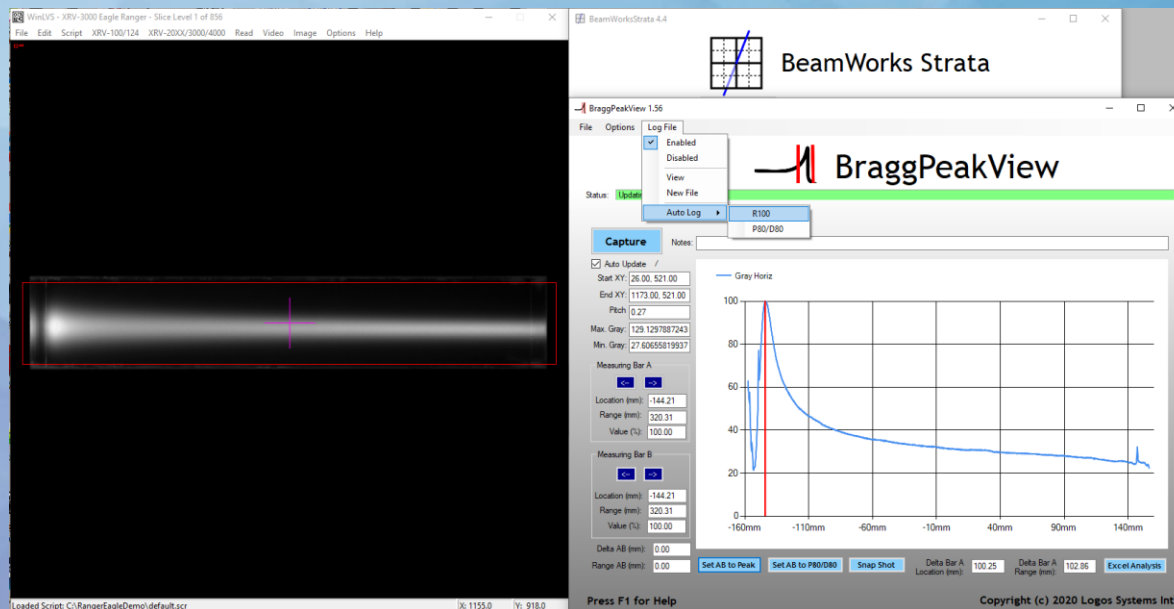 WinLVS - XRV-3000 Eagle Ranger - Slice Level 1 of 856
File Edit Script XRV-100/124 XRV-20XX/3000/4000 Read Video Image Options Help
Loaded Script: C:\RangerEagleDemo\default.scr X: 1155.0 Y: 918.0
BeamWorksStrata 4.4
BeamWorks Strata
BraggPeakView 1.56
File Options Log File
Enabled
Disabled
View
New File
Auto Log
R100
P80/D80
BraggPeakView
Status:
Capture Notes:
Auto Update /
Start XY: 26.00, 521.00
End XY: 1173.00, 521.00
Pitch 0.27
Max. Gray: 129.1297887243
Min. Gray: 27.60655819937
Measuring Bar A
<- ->
Location (mm): -144.21
Range (mm): 320.31
Value (%): 100.00
Measuring Bar B
<- ->
Location (mm): -144.21
Range (mm): 320.31
Value (%): 100.00
Delta AB (mm): 0.00
Range AB (mm): 0.00
Gray Horiz
100
80
60
40
20
0
-160mm -110mm -60mm -10mm 40mm 90mm 140mm
Set AB to Peak Set AB to P80/D80 Snap Shot Delta Bar A Location (mm): 100.25 Delta Bar A Range (mm): 102.86 Excel Analysis
Press F1 for Help Copyright (c) 2020 Logos Systems Int